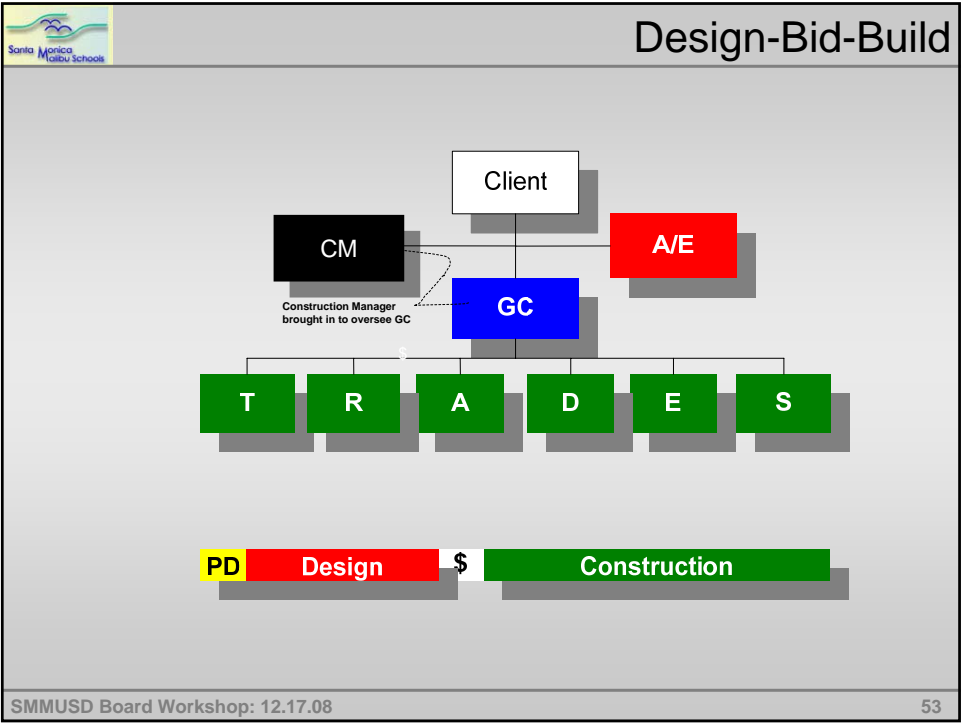 Santa Monica
Malibu Schools
Design-Bid-Build
Client
CM
A/E
Construction Manager
brought in to oversee GC
GC
$
T R A D E S
PD Design $ Construction
SMMUSD Board Workshop: 12.17.08
53